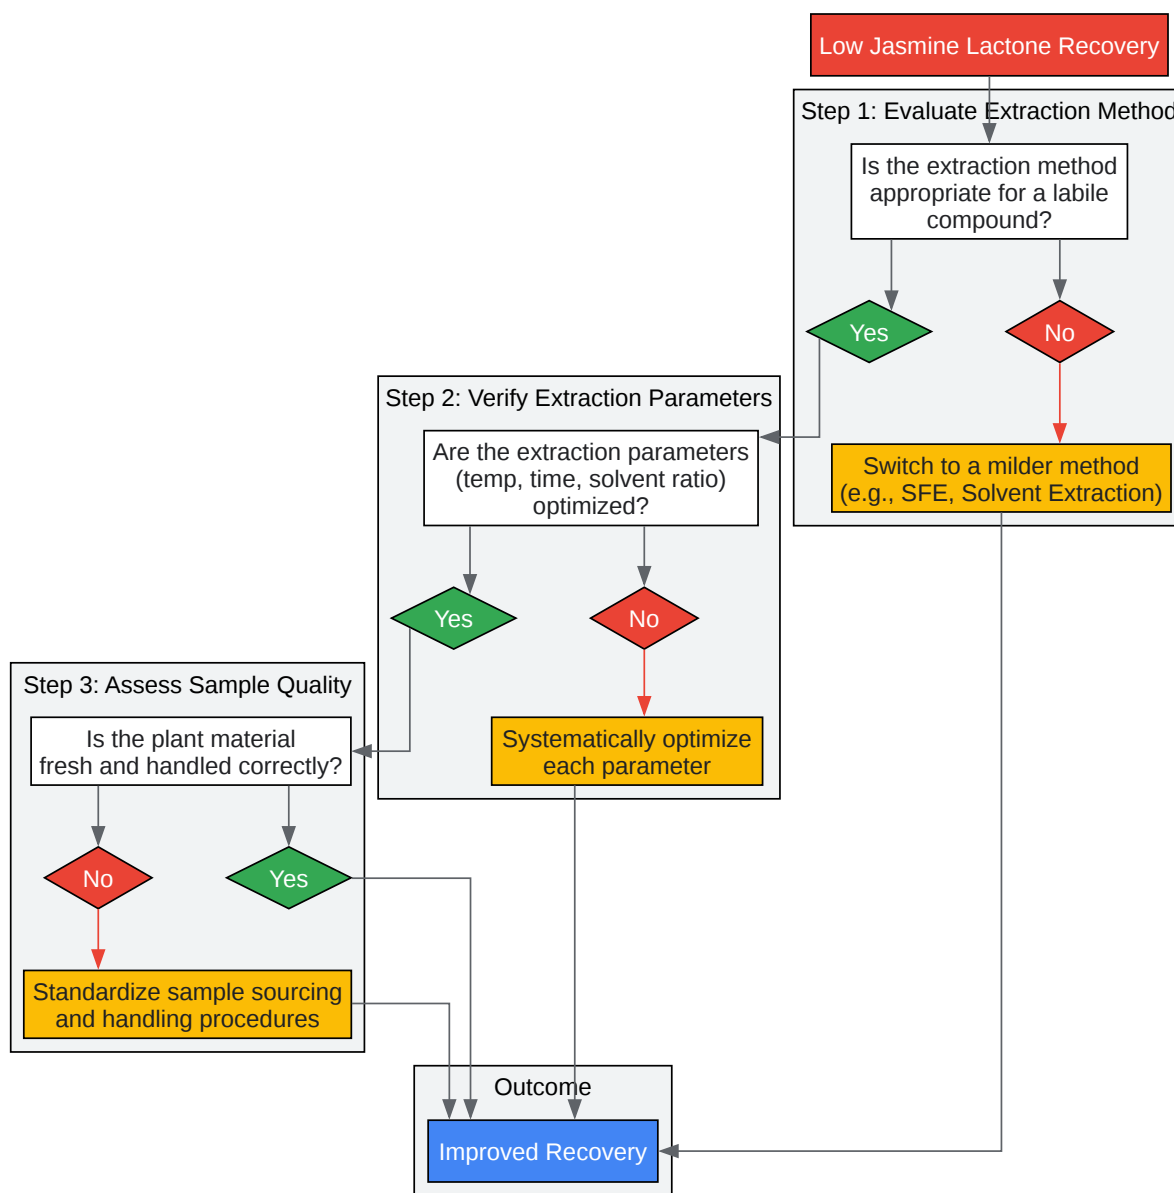 Low Jasmine Lactone Recovery
Step 1: Evaluate Extraction Method
Is the extraction method
appropriate for a labile
compound?
Yes
No
Switch to a milder method
(e.g., SFE, Solvent Extraction)
Step 2: Verify Extraction Parameters
Are the extraction parameters
(temp, time, solvent ratio)
optimized?
Yes
No
Systematically optimize
each parameter
Step 3: Assess Sample Quality
Is the plant material
fresh and handled correctly?
No
Yes
Standardize sample sourcing
and handling procedures
Outcome
Improved Recovery